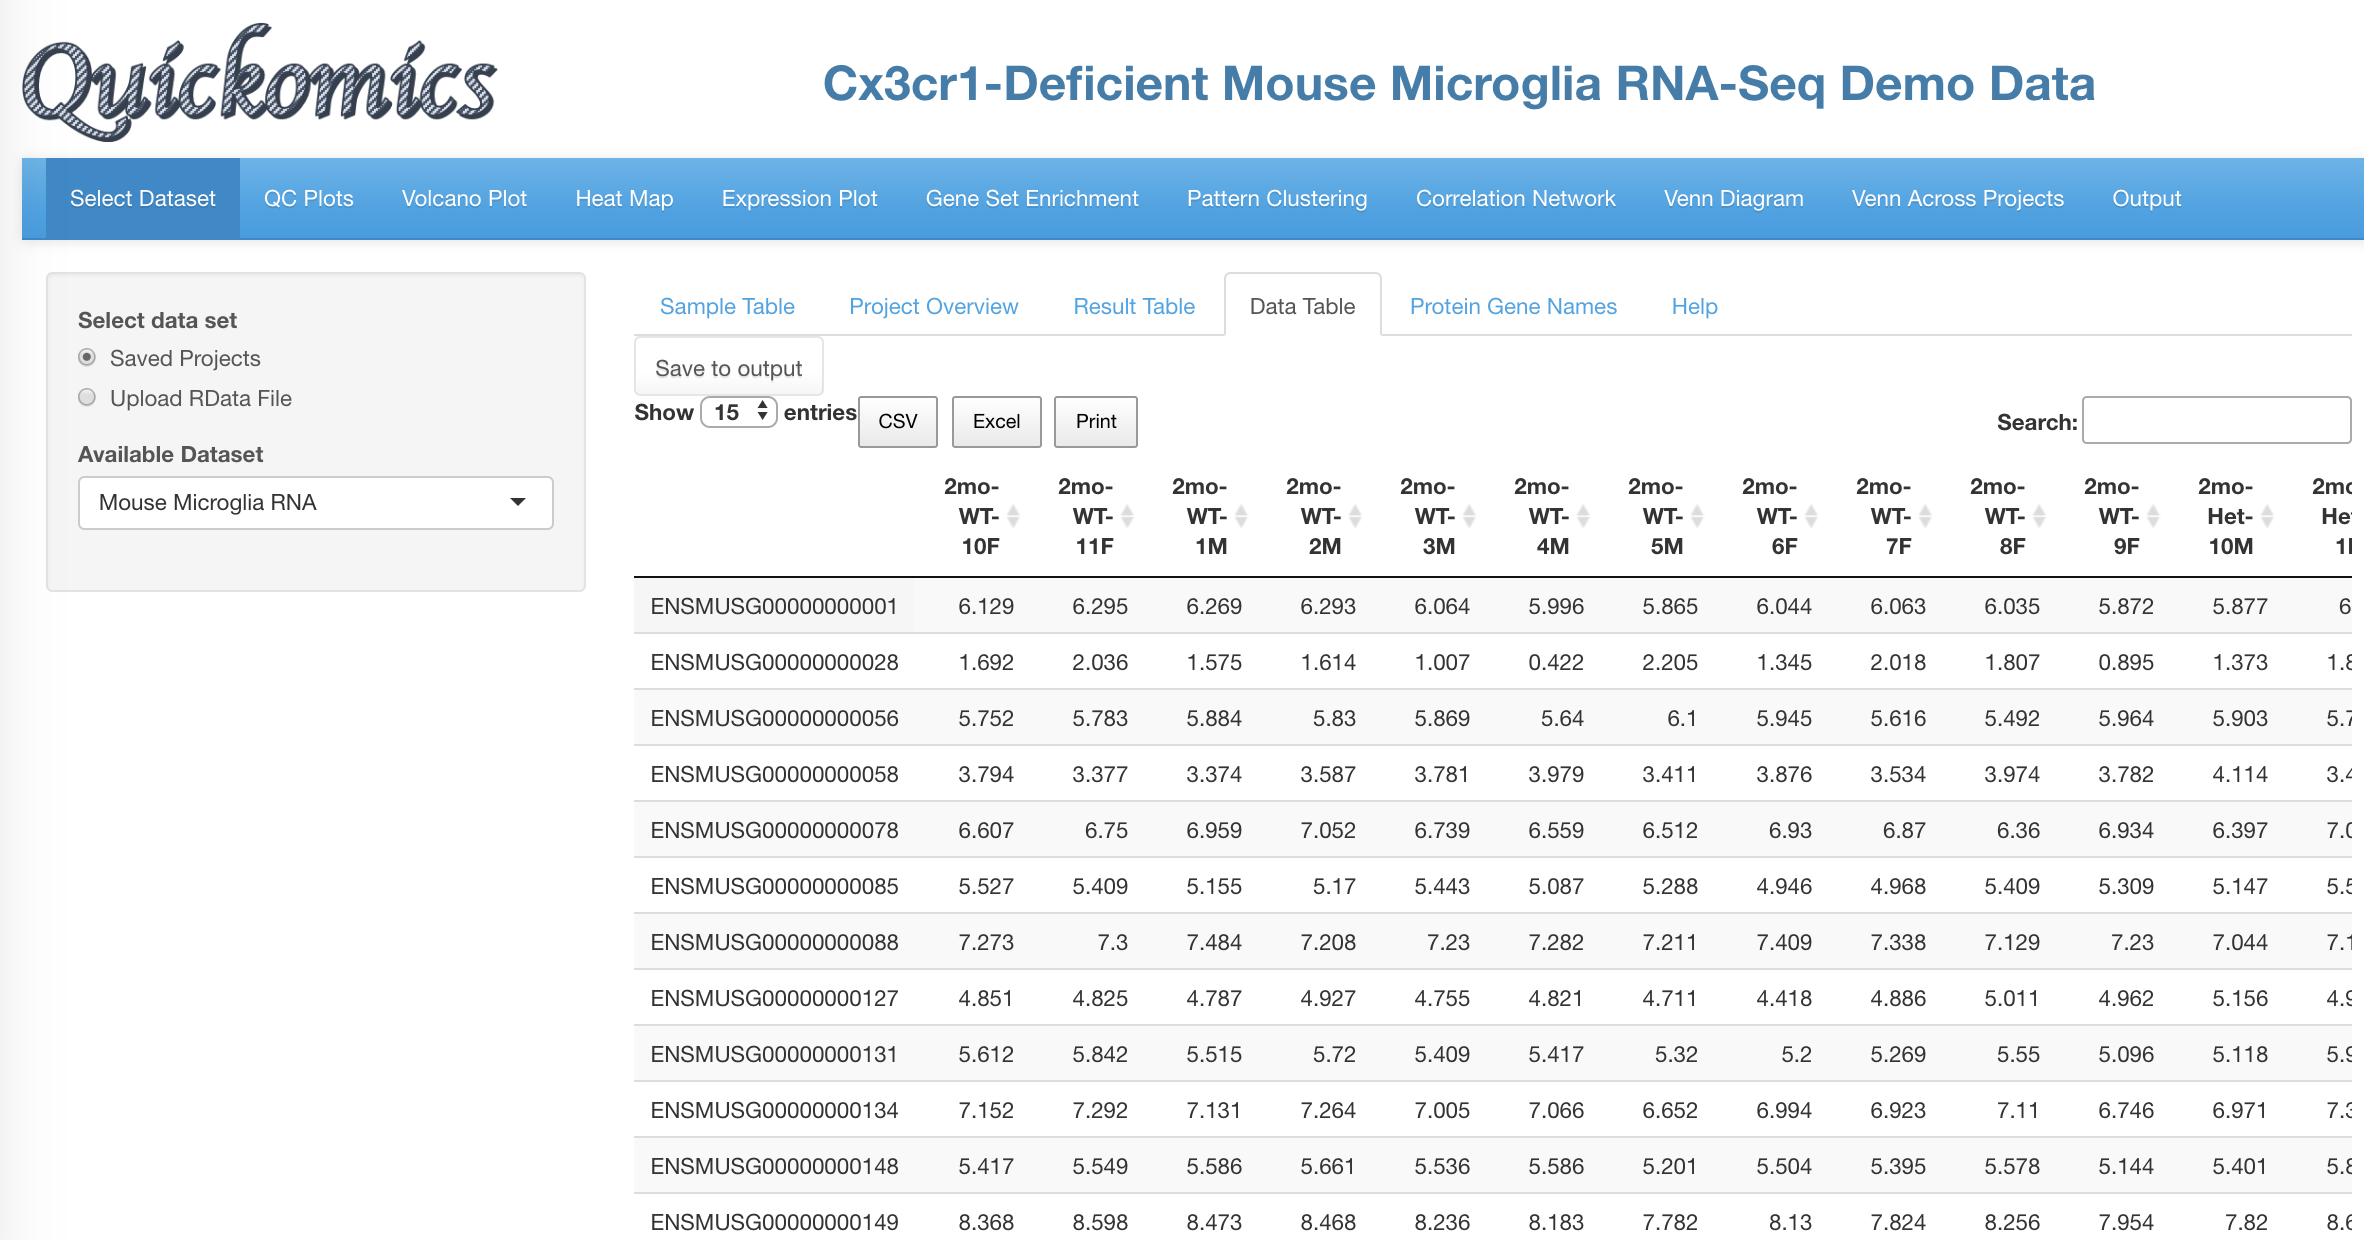 Quickomics
Cx3cr1-Deficient Mouse Microglia RNA-Seq Demo Data
Select Dataset QC Plots Volcano Plot Heat Map Expression Plot Gene Set Enrichment Pattern Clustering Correlation Network Venn Diagram Venn Across Projects Output
Select data set
Saved Projects
Upload RData File
Available Dataset
Mouse Microglia RNA
Sample Table Project Overview Result Table Data Table Protein Gene Names Help
Save to output
Show 15 entries CSV Excel Print Search:
2mo- 2mo- 2mo- 2mo- 2mo- 2mo- 2mo- 2mo- 2mo- 2mo- 2mo- 2mo-
WT- WT- WT- WT- WT- WT- WT- WT- WT- WT- WT- Het-
10F 11F 1M 2M 3M 4M 5M 6F 7F 8F 9F 10M
ENSMUSG00000000001 6.129 6.295 6.269 6.293 6.064 5.996 5.865 6.044 6.063 6.035 5.872 5.877
ENSMUSG00000000028 1.692 2.036 1.575 1.614 1.007 0.422 2.205 1.345 2.018 1.807 0.895 1.373
ENSMUSG00000000056 5.752 5.783 5.884 5.83 5.869 5.64 6.1 5.945 5.616 5.492 5.964 5.903
ENSMUSG00000000058 3.794 3.377 3.374 3.587 3.781 3.979 3.411 3.876 3.534 3.974 3.782 4.114
ENSMUSG00000000078 6.607 6.75 6.959 7.052 6.739 6.559 6.512 6.93 6.87 6.36 6.934 6.397
ENSMUSG00000000085 5.527 5.409 5.155 5.17 5.443 5.087 5.288 4.946 4.968 5.409 5.309 5.147
ENSMUSG00000000088 7.273 7.3 7.484 7.208 7.23 7.282 7.211 7.409 7.338 7.129 7.23 7.044
ENSMUSG00000000127 4.851 4.825 4.787 4.927 4.755 4.821 4.711 4.418 4.886 5.011 4.962 5.156
ENSMUSG00000000131 5.612 5.842 5.515 5.72 5.409 5.417 5.32 5.2 5.269 5.55 5.096 5.118
ENSMUSG00000000134 7.152 7.292 7.131 7.264 7.005 7.066 6.652 6.994 6.923 7.11 6.746 6.971
ENSMUSG00000000148 5.417 5.549 5.586 5.661 5.536 5.586 5.201 5.504 5.395 5.578 5.144 5.401
ENSMUSG00000000149 8.368 8.598 8.473 8.468 8.236 8.183 7.782 8.13 7.824 8.256 7.954 7.82